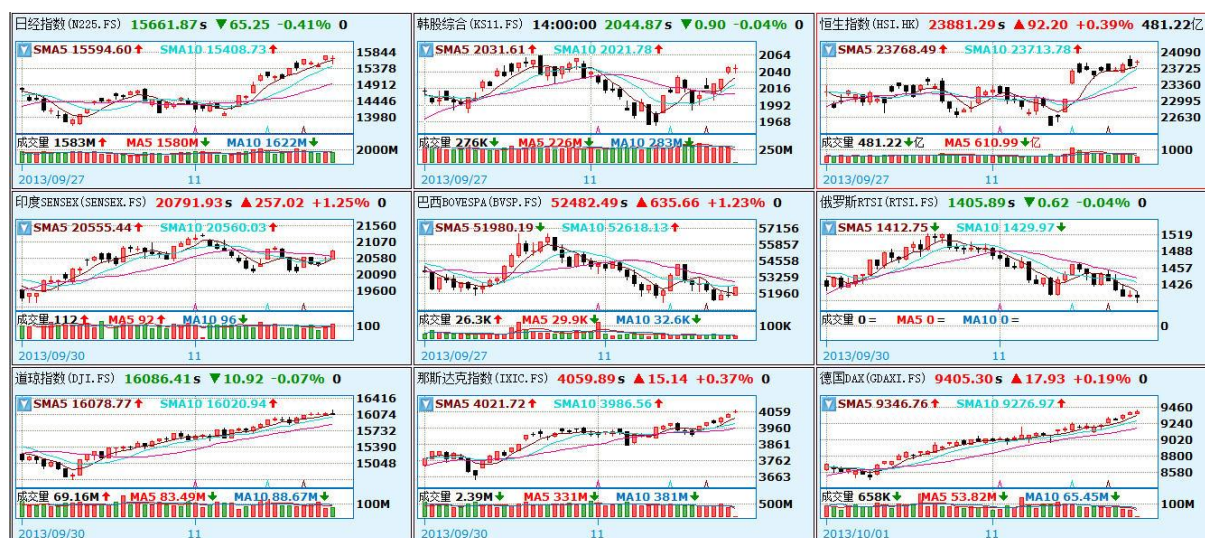 日经指数(N225.FS) 15661.87s ▼65.25 -0.41% 0
SMA5 15594.60↑ SMA10 15408.73↑
15844
15378
14912
14446
13980
成交量 1583M↑ MA5 1580M↓ MA10 1622M↓
2000M
2013/09/27 11
韩股综合(KS11.FS) 14:00:00 2044.87s ▼0.90 -0.04% 0
SMA5 2031.61↑ SMA10 2021.78↑
2064
2040
2016
1992
1968
成交量 276K↓ MA5 226M↓ MA10 283M↓
250M
2013/09/27 11
恒生指数(HSI.HK) 23881.29s ▲92.20 +0.39% 481.22亿
SMA5 23768.49↑ SMA10 23713.78↑
24090
23725
23360
22995
22630
成交量 481.22↓亿 MA5 610.99↓亿
1000
2013/09/27 11
印度SENSEX(SENSEX.FS) 20791.93s ▲257.02 +1.25% 0
SMA5 20555.44↑ SMA10 20560.03↑
21560
21070
20580
20090
19600
成交量 112↑ MA5 92↑ MA10 96↓
100
2013/09/30 11
巴西BOVESPA(BVSP.FS) 52482.49s ▲635.66 +1.23% 0
SMA5 51980.19↓ SMA10 52618.13↑
57156
55857
54558
53259
51960
成交量 26.3K↑ MA5 29.9K↓ MA10 32.6K↓
100K
2013/09/27 11
俄罗斯RTSI(RTSI.FS) 1405.89s ▼0.62 -0.04% 0
SMA5 1412.75↓ SMA10 1429.97↓
1519
1488
1457
1426
成交量 0= MA5 0= MA10 0=
0
2013/09/30 11
道琼指数(DJI.FS) 16086.41s ▼10.92 -0.07% 0
SMA5 16078.77↑ SMA10 16020.94↑
16416
16074
15732
15390
15048
成交量 69.16M↑ MA5 83.49M↓ MA10 88.67M↓
100M
2013/09/30 11
那斯达克指数(IXIC.FS) 4059.89s ▲15.14 +0.37% 0
SMA5 4021.72↑ SMA10 3986.56↑
4059
3960
3861
3762
3663
成交量 2.39M↓ MA5 331M↓ MA10 381M↓
500M
2013/09/30 11
德国DAX(GDAXI.FS) 9405.30s ▲17.93 +0.19% 0
SMA5 9346.76↑ SMA10 9276.97↑
9460
9240
9020
8800
8580
成交量 658K↓ MA5 53.82M↓ MA10 65.45M↓
100M
2013/10/01 11